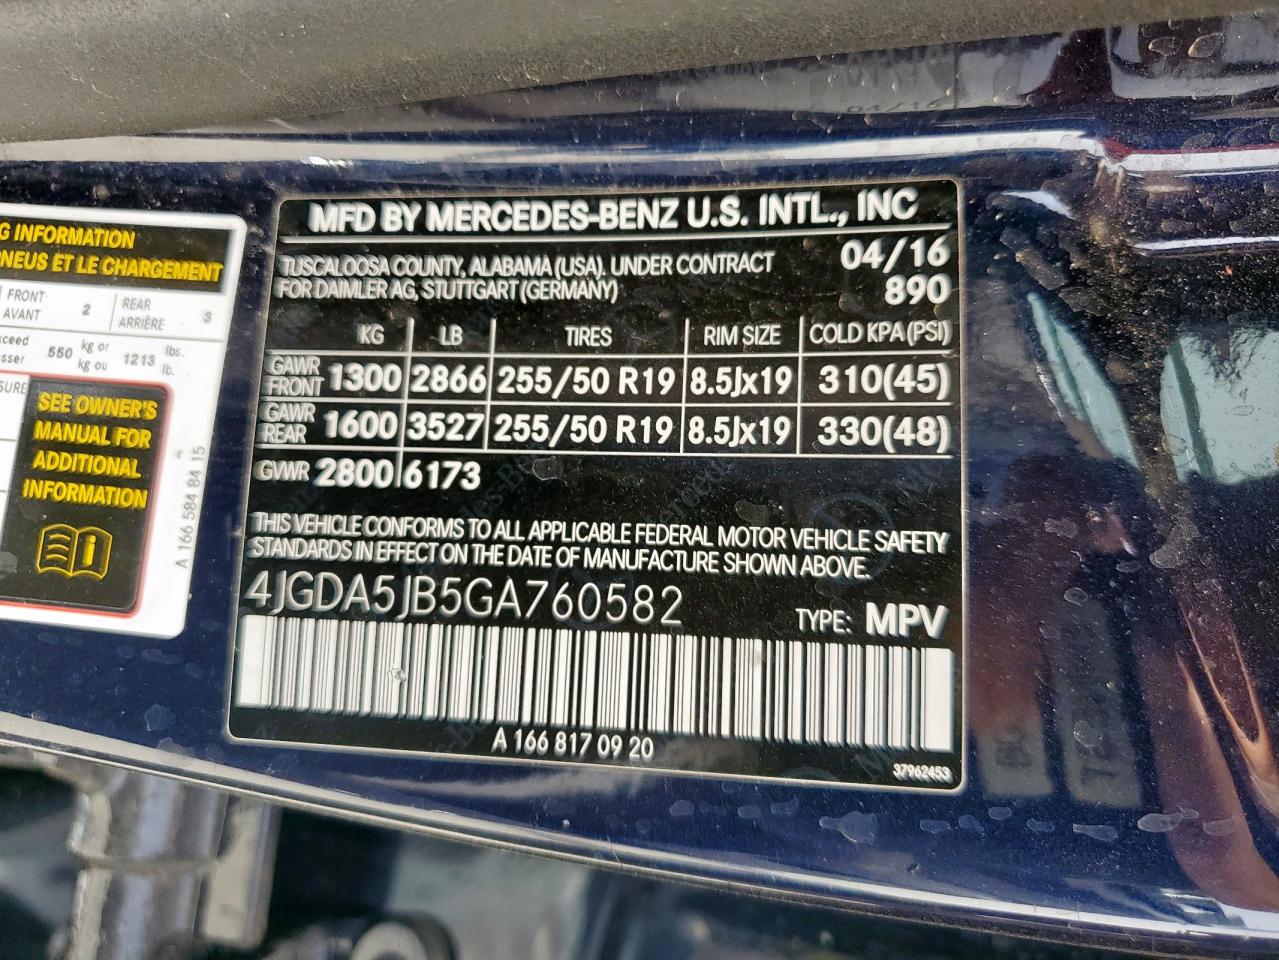 G INFORMATION
PNEUS ET LE CHARGEMENT
FRONT 2 REAR 3
AVANT ARRIÈRE
xceed 550 kg or 1213 lbs.
asser kg ou lb.
SURE
SEE OWNER'S
MANUAL FOR
ADDITIONAL
INFORMATION
A 166 584 84 15
MFD BY MERCEDES-BENZ U.S. INTL., INC
TUSCALOOSA COUNTY, ALABAMA (USA). UNDER CONTRACT 04/16
FOR DAIMLER AG, STUTTGART (GERMANY) 890
KG LB TIRES RIM SIZE COLD KPA (PSI)
GAWR FRONT 1300 2866 255/50 R19 8.5Jx19 310(45)
GAWR REAR 1600 3527 255/50 R19 8.5Jx19 330(48)
GVWR 2800 6173
THIS VEHICLE CONFORMS TO ALL APPLICABLE FEDERAL MOTOR VEHICLE SAFETY
STANDARDS IN EFFECT ON THE DATE OF MANUFACTURE SHOWN ABOVE.
4JGDA5JB5GA760582 TYPE: MPV
A 166 817 09 20
37962453